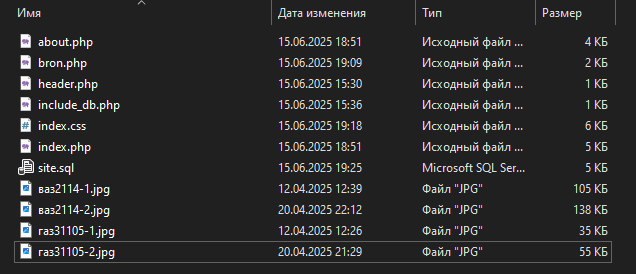 Имя Дата изменения Тип Размер
about.php 15.06.2025 18:51 Исходный файл ... 4 КБ
bron.php 15.06.2025 19:09 Исходный файл ... 2 КБ
header.php 15.06.2025 15:30 Исходный файл ... 1 КБ
include_db.php 15.06.2025 15:36 Исходный файл ... 1 КБ
index.css 15.06.2025 19:18 Исходный файл ... 6 КБ
index.php 15.06.2025 18:51 Исходный файл ... 5 КБ
site.sql 15.06.2025 19:25 Microsoft SQL Ser... 5 КБ
ваз2114-1.jpg 12.04.2025 12:39 Файл "JPG" 105 КБ
ваз2114-2.jpg 20.04.2025 22:12 Файл "JPG" 138 КБ
газ31105-1.jpg 12.04.2025 12:26 Файл "JPG" 35 КБ
газ31105-2.jpg 20.04.2025 21:29 Файл "JPG" 55 КБ